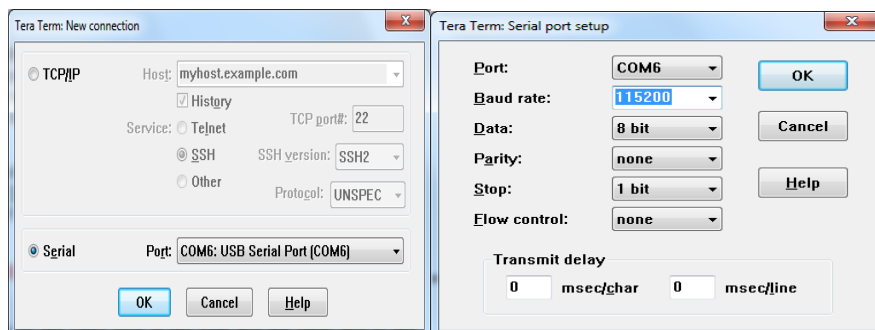 Tera Term: New connection
TCP/IP Host: myhost.example.com
History
Service: Telnet TCP port#: 22
SSH SSH version: SSH2
Other Protocol: UNSPEC
Serial Port: COM6: USB Serial Port (COM6)
OK Cancel Help
Tera Term: Serial port setup
Port: COM6 OK
Baud rate: 115200
Data: 8 bit Cancel
Parity: none
Stop: 1 bit Help
Flow control: none
Transmit delay
0 msec/char 0 msec/line